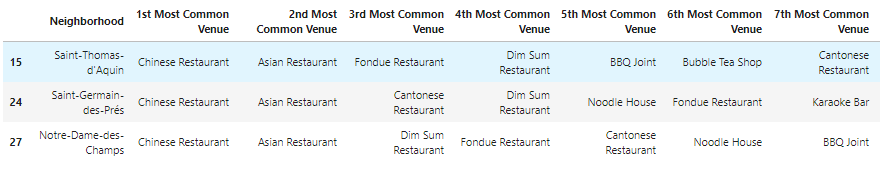 Neighborhood 1st Most Common Venue 2nd Most Common Venue 3rd Most Common Venue 4th Most Common Venue 5th Most Common Venue 6th Most Common Venue 7th Most Common Venue
15 Saint-Thomas-d'Aquin Chinese Restaurant Asian Restaurant Fondue Restaurant Dim Sum Restaurant BBQ Joint Bubble Tea Shop Cantonese Restaurant
24 Saint-Germain-des-Prés Chinese Restaurant Asian Restaurant Cantonese Restaurant Dim Sum Restaurant Noodle House Fondue Restaurant Karaoke Bar
27 Notre-Dame-des-Champs Chinese Restaurant Asian Restaurant Dim Sum Restaurant Fondue Restaurant Cantonese Restaurant Noodle House BBQ Joint